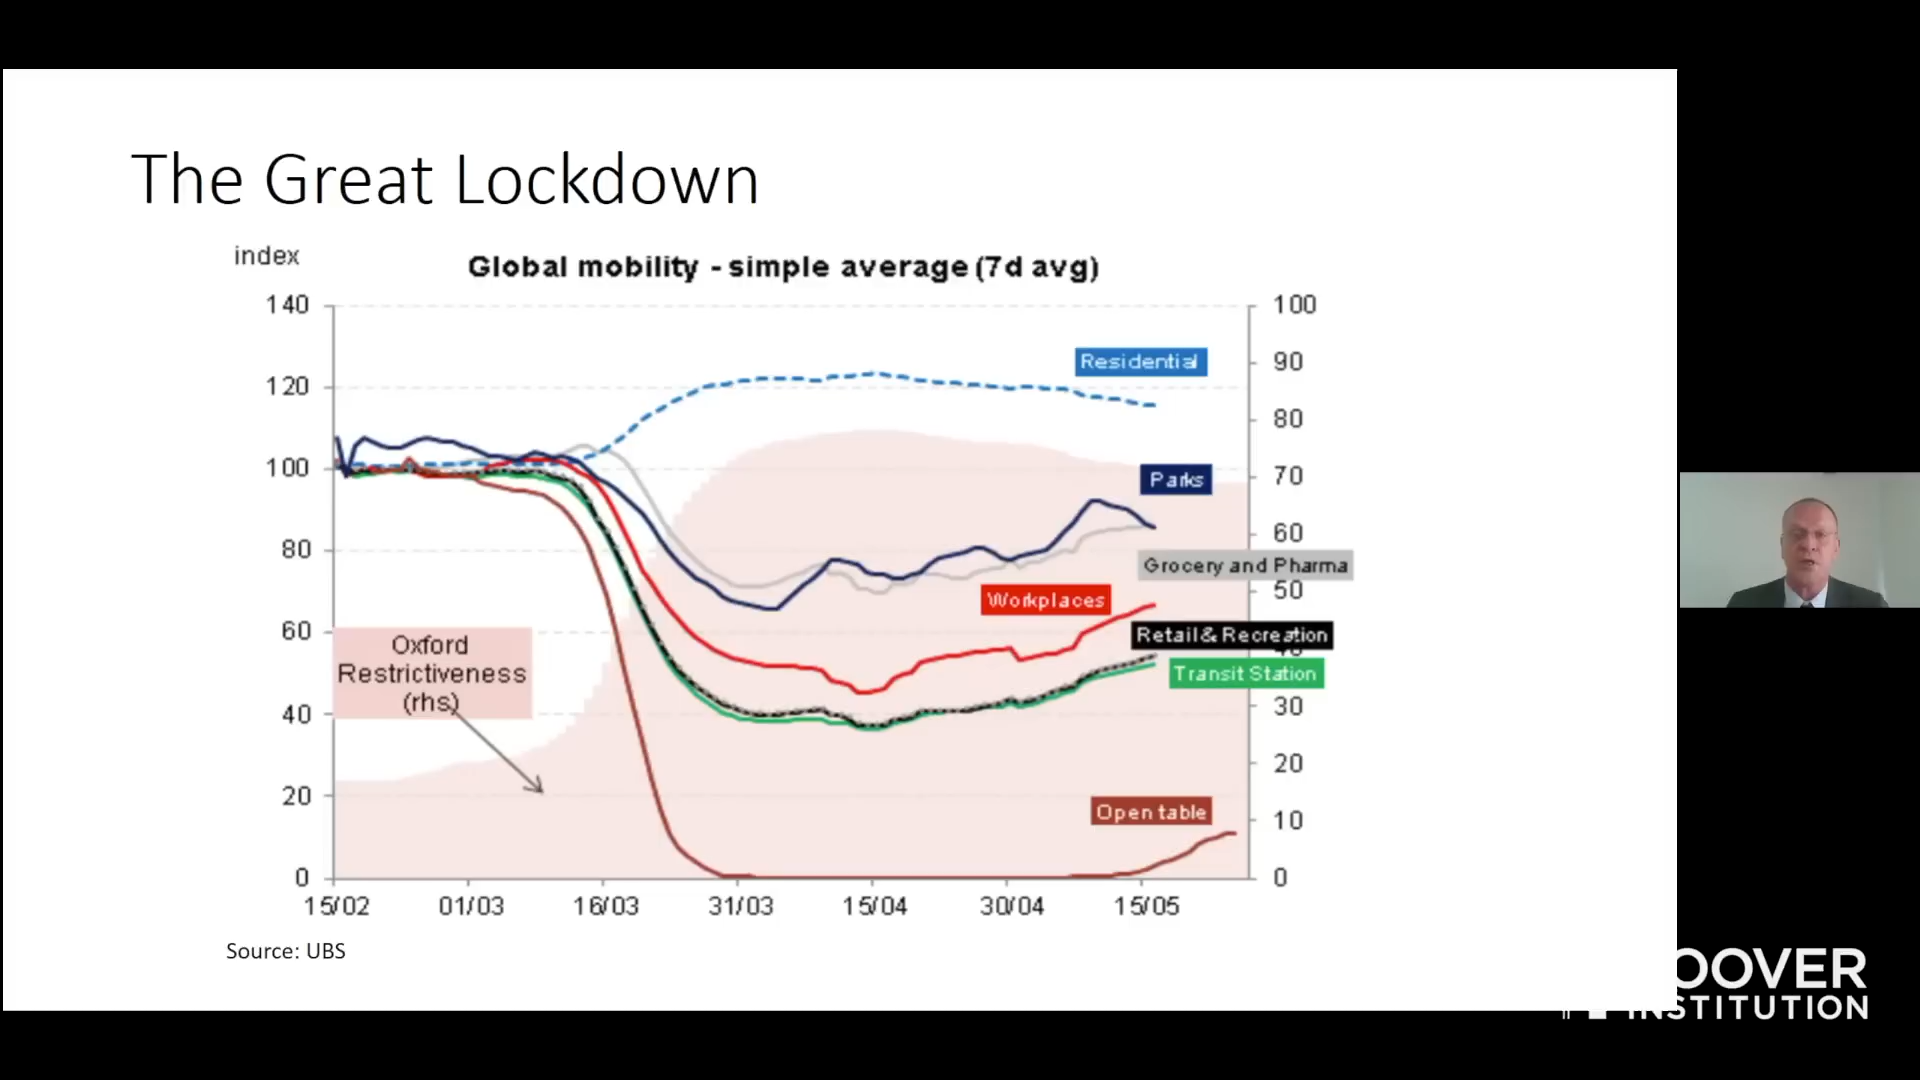 The Great Lockdown
index
Global mobility - simple average (7d avg)
140
120
100
80
60
40
20
0
100
90
80
70
60
50
40
30
20
10
0
Residential
Parks
Grocery and Pharma
Workplaces
Retail & Recreation
Transit Station
Open table
Oxford
Restrictiveness
(rhs)
15/02 01/03 16/03 31/03 15/04 30/04 15/05
Source: UBS
OOVER
INSTITUTION